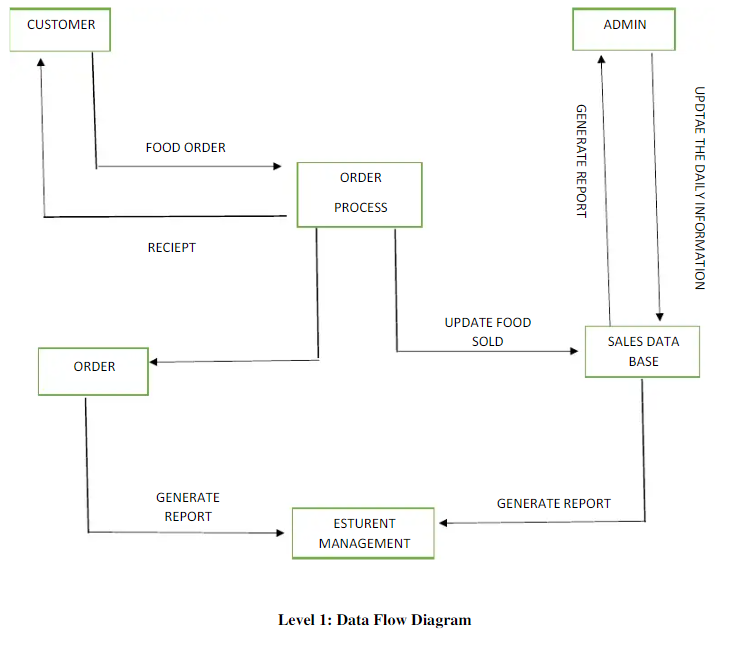 CUSTOMER
ADMIN
FOOD ORDER
GENERATE REPORT
UPDTAE THE DAILY INFORMATION
ORDER
PROCESS
RECIEPT
UPDATE FOOD
SOLD
SALES DATA
BASE
ORDER
GENERATE
REPORT
GENERATE REPORT
ESTURENT
MANAGEMENT
Level 1: Data Flow Diagram